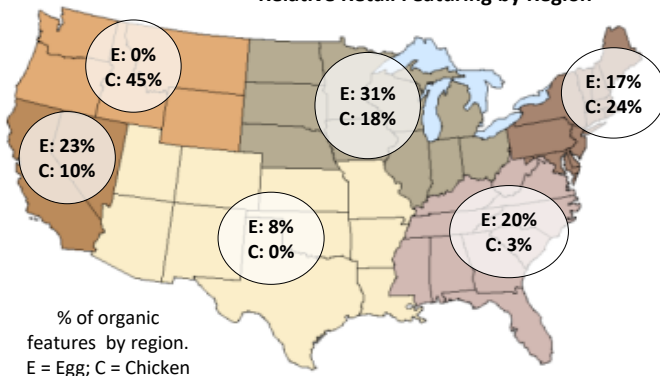 Relative Retail Featuring by Region
E: 0%
C: 45%
E: 31%
C: 18%
E: 17%
C: 24%
E: 23%
C: 10%
E: 8%
C: 0%
E: 20%
C: 3%
% of organic
features by region.
E = Egg; C = Chicken